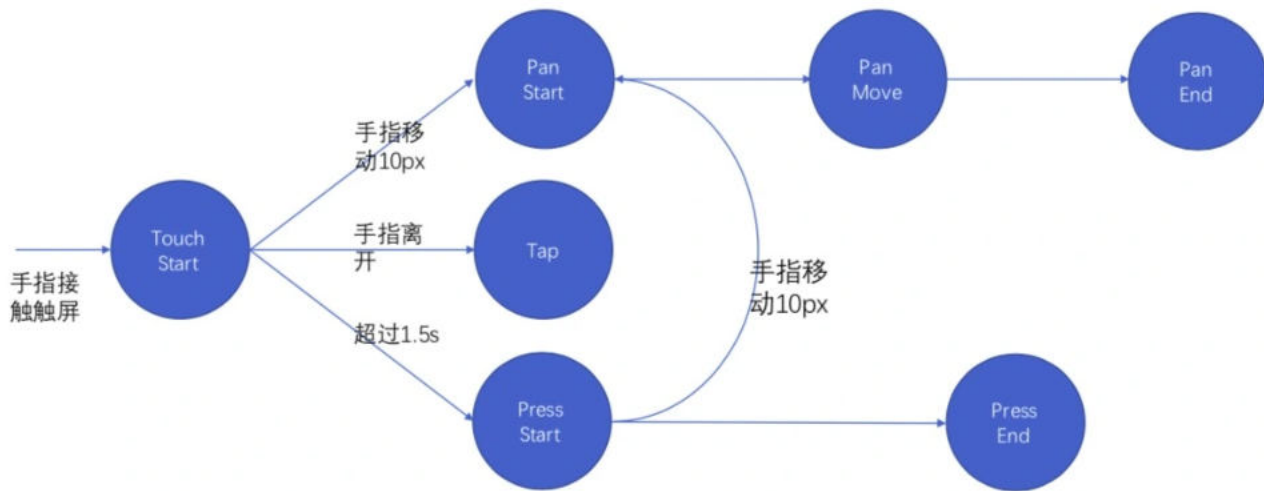 Pan
Start
Pan
Move
Pan
End
手指移
动10px
Touch
Start
手指离
开
Tap
手指接
触触屏
手指移
动10px
超过1.5s
Press
Start
Press
End